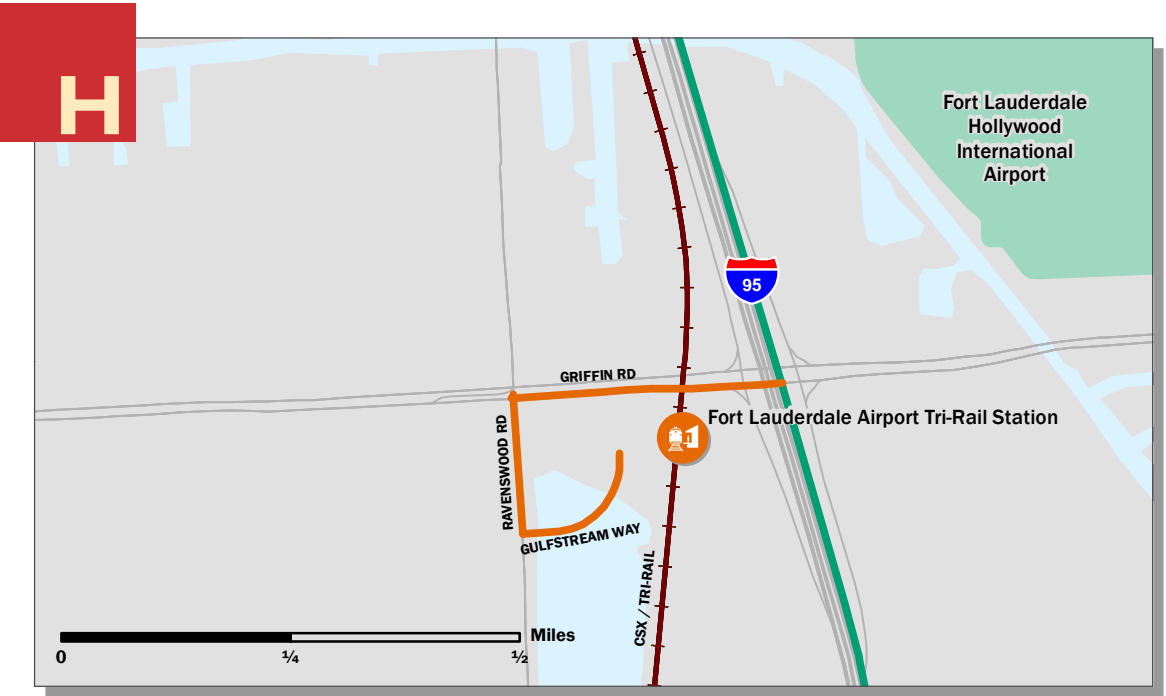 H
Fort Lauderdale
Hollywood
International
Airport
95
GRIFFIN RD
Fort Lauderdale Airport Tri-Rail Station
RAVENSWOOD RD
GULFSTREAM WAY
CSX / TRI-RAIL
Miles
0 ¼ ½